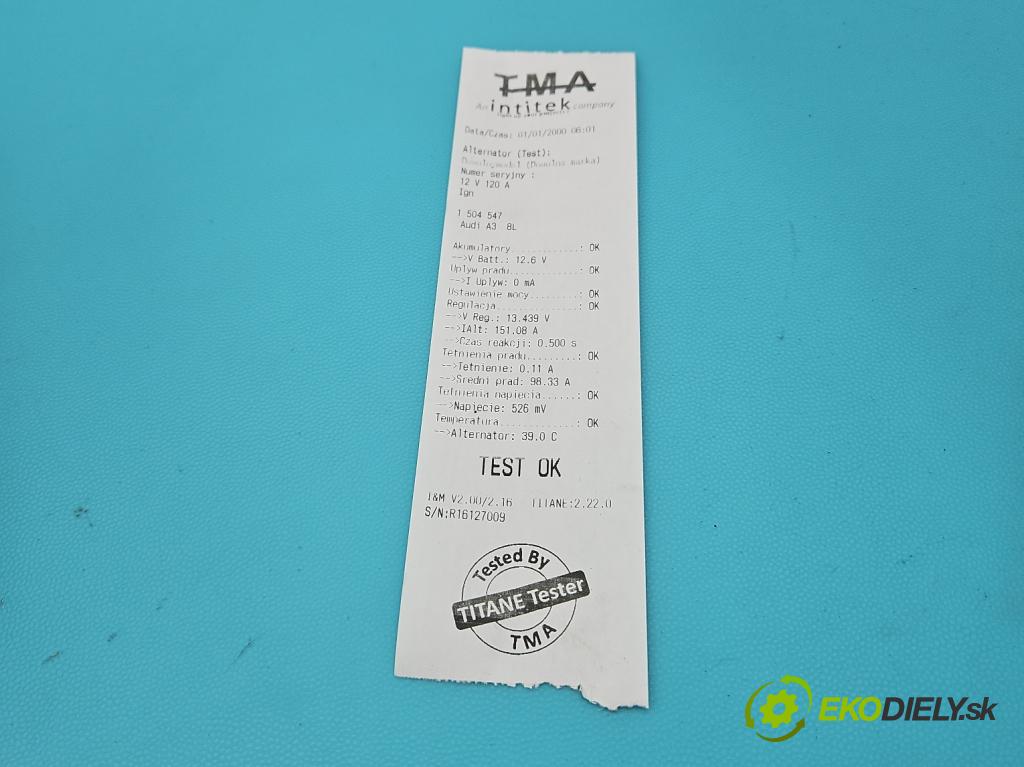 TMA
An intitek company
Data/Czas: 01/01/2000 06:01
Alternator (Test):
(Domulna marka)
Numer seryjny :
12 V 120 A
Ign
1 504 547
Audi A3 8L
Akumulatory...........: OK
-->V Batt.: 12.6 V
Uplyw pradu...........: OK
-->I Uplyw: 0 mA
Ustawienie mocy.......: OK
Regulacja.............: OK
-->V Reg.: 13.439 V
-->IAlt: 151.08 A
-->Czas reakcji: 0.500 s
Tetnienia pradu........: OK
-->Tetnienie: 0.11 A
-->Sredni prad: 98.33 A
Tetnienia napiecia.....: OK
-->Napiecie: 526 mV
Temperatura............: OK
-->Alternator: 39.0 C
TEST OK
I&M V2.00/2.16 TITANE:2.22.0
S/N:R16127009
Tested By
TITANE Tester
TMA
EKODIELY.sk